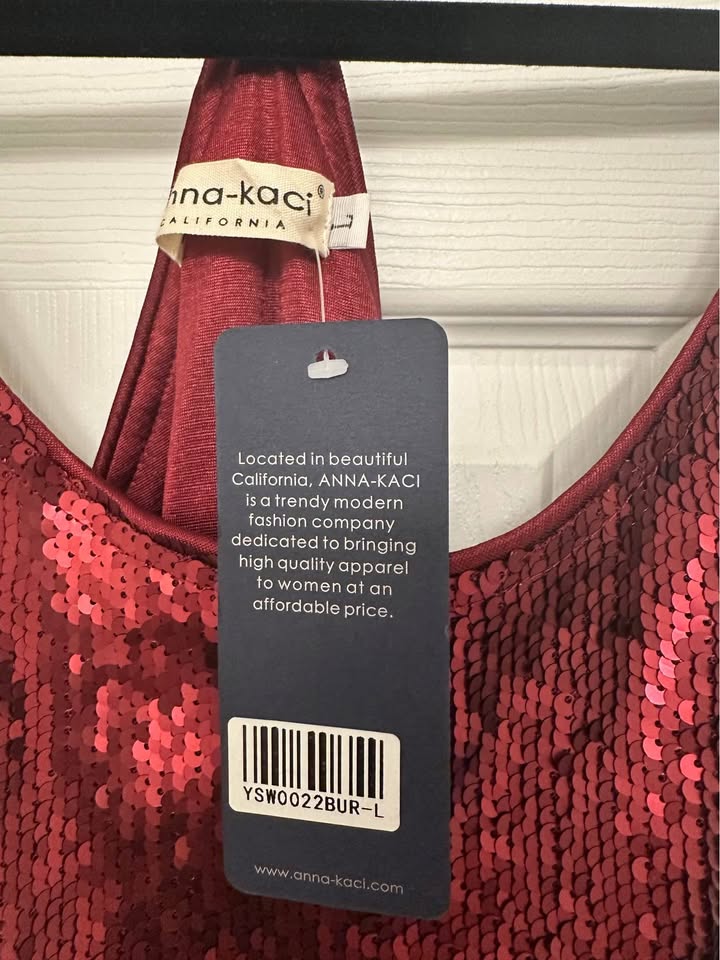 nna-kaci®
CALIFORNIA
L
Located in beautiful
California, ANNA-KACI
is a trendy modern
fashion company
dedicated to bringing
high quality apparel
to women at an
affordable price.
YSW0022BUR-L
www.anna-kaci.com